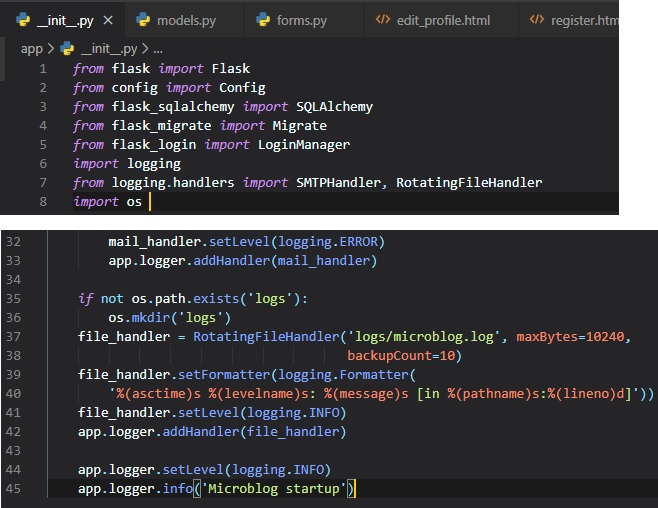 __init__.py × models.py forms.py <> edit_profile.html <> register.htm
app > __init__.py > ...
1 from flask import Flask
2 from config import Config
3 from flask_sqlalchemy import SQLAlchemy
4 from flask_migrate import Migrate
5 from flask_login import LoginManager
6 import logging
7 from logging.handlers import SMTPHandler, RotatingFileHandler
8 import os
32 mail_handler.setLevel(logging.ERROR)
33 app.logger.addHandler(mail_handler)
34
35 if not os.path.exists('logs'):
36 os.mkdir('logs')
37 file_handler = RotatingFileHandler('logs/microblog.log', maxBytes=10240,
38 backupCount=10)
39 file_handler.setFormatter(logging.Formatter(
40 '%(asctime)s %(levelname)s: %(message)s [in %(pathname)s:%(lineno)d]'))
41 file_handler.setLevel(logging.INFO)
42 app.logger.addHandler(file_handler)
43
44 app.logger.setLevel(logging.INFO)
45 app.logger.info('Microblog startup')